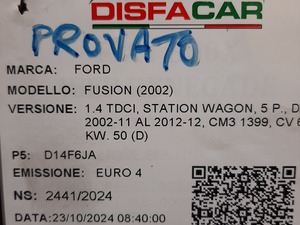 DISFACAR
PROVATO
MARCA: FORD
MODELLO: FUSION (2002)
VERSIONE: 1.4 TDCI, STATION WAGON, 5 P., D
2002-11 AL 2012-12, CM3 1399, CV 6
KW. 50 (D)
P5: D14F6JA
EMISSIONE: EURO 4
NS: 2441/2024
DATA:23/10/2024 08:40:00